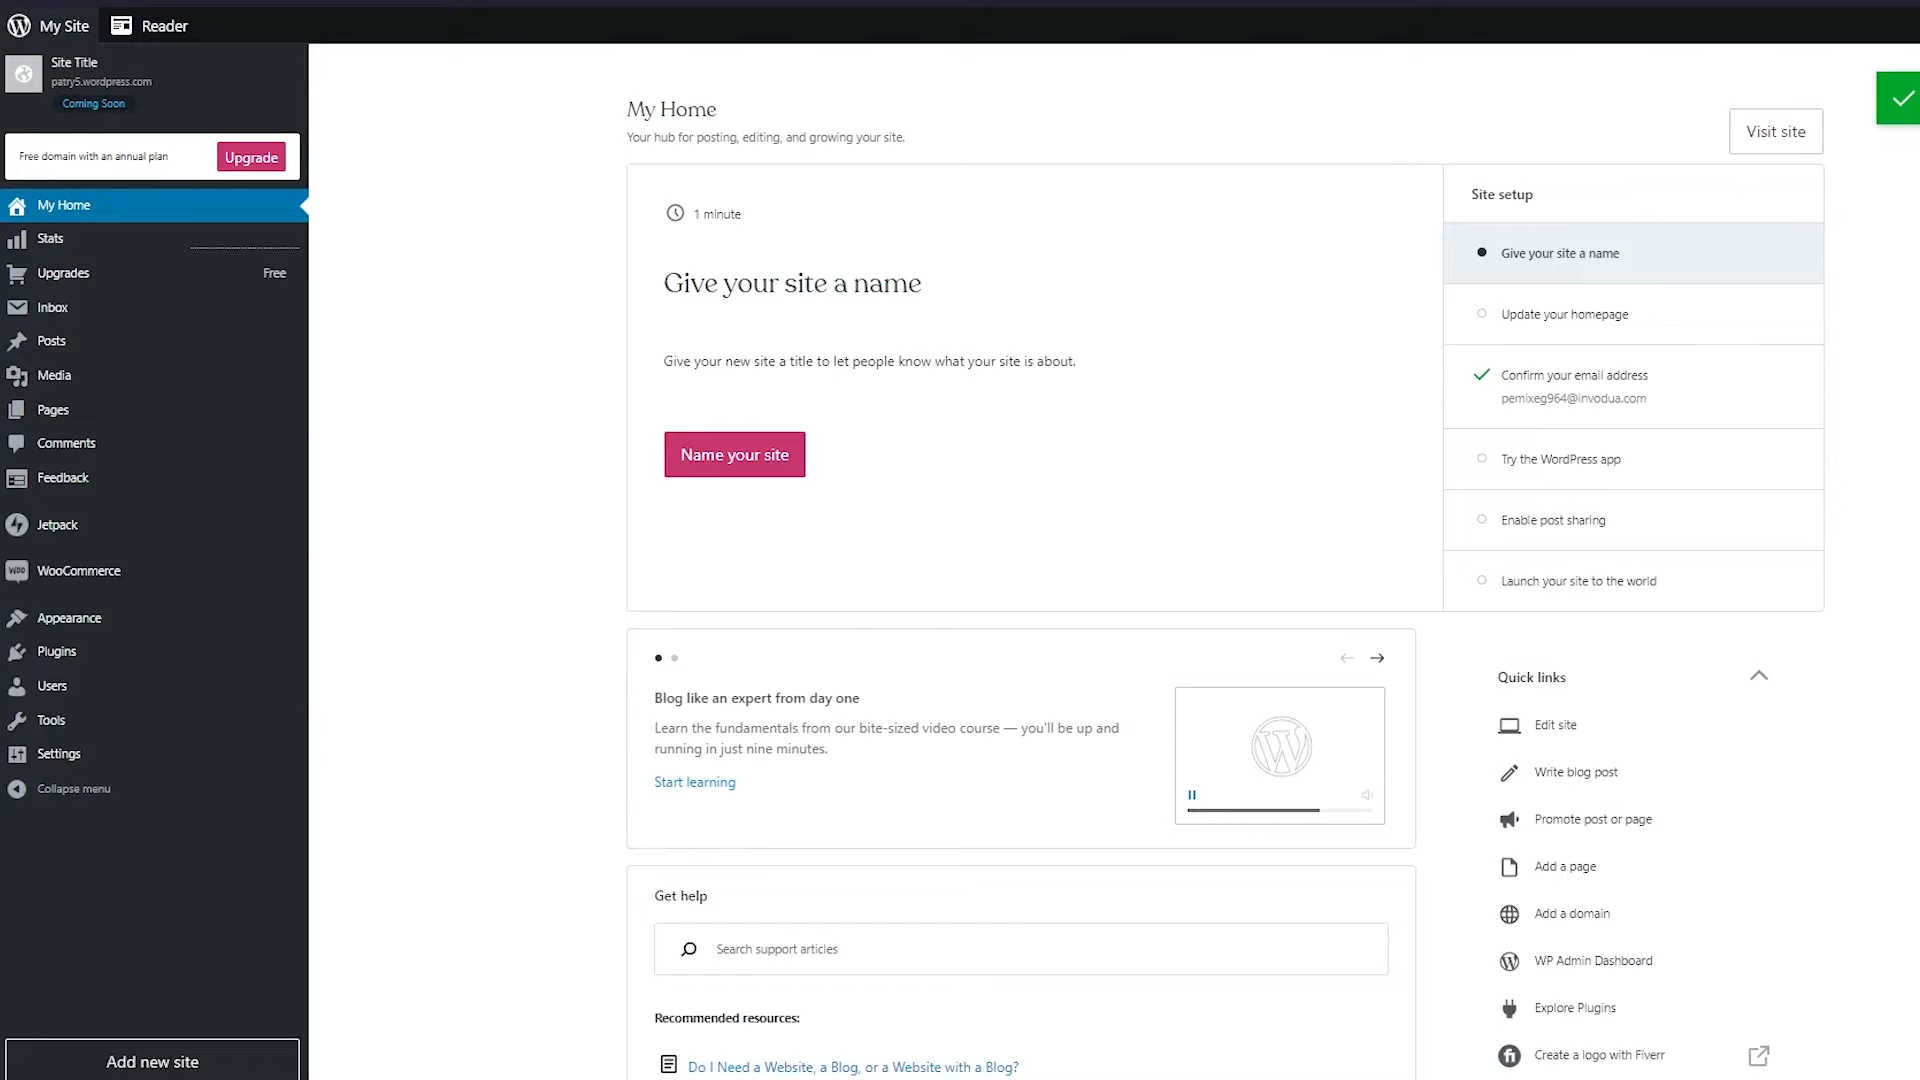 My Site
Reader
Site Title
patry5.wordpress.com
Coming Soon
Free domain with an annual plan
Upgrade
My Home
Stats
Upgrades
Free
Inbox
Posts
Media
Pages
Comments
Feedback
Jetpack
WooCommerce
Appearance
Plugins
Users
Tools
Settings
Collapse menu
Add new site
My Home
Your hub for posting, editing, and growing your site.
Visit site
1 minute
Give your site a name
Give your new site a title to let people know what your site is about.
Name your site
Site setup
Give your site a name
Update your homepage
Confirm your email address
pemixeg964@invodua.com
Try the WordPress app
Enable post sharing
Launch your site to the world
Blog like an expert from day one
Learn the fundamentals from our bite-sized video course — you'll be up and
running in just nine minutes.
Start learning
Get help
Search support articles
Recommended resources:
Do I Need a Website, a Blog, or a Website with a Blog?
Quick links
Edit site
Write blog post
Promote post or page
Add a page
Add a domain
WP Admin Dashboard
Explore Plugins
Create a logo with Fiverr